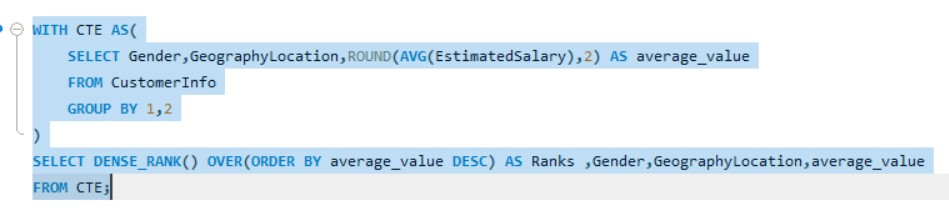 WITH CTE AS(
SELECT Gender,GeographyLocation,ROUND(AVG(EstimatedSalary),2) AS average_value
FROM CustomerInfo
GROUP BY 1,2
)
SELECT DENSE_RANK() OVER(ORDER BY average_value DESC) AS Ranks ,Gender,GeographyLocation,average_value
FROM CTE;